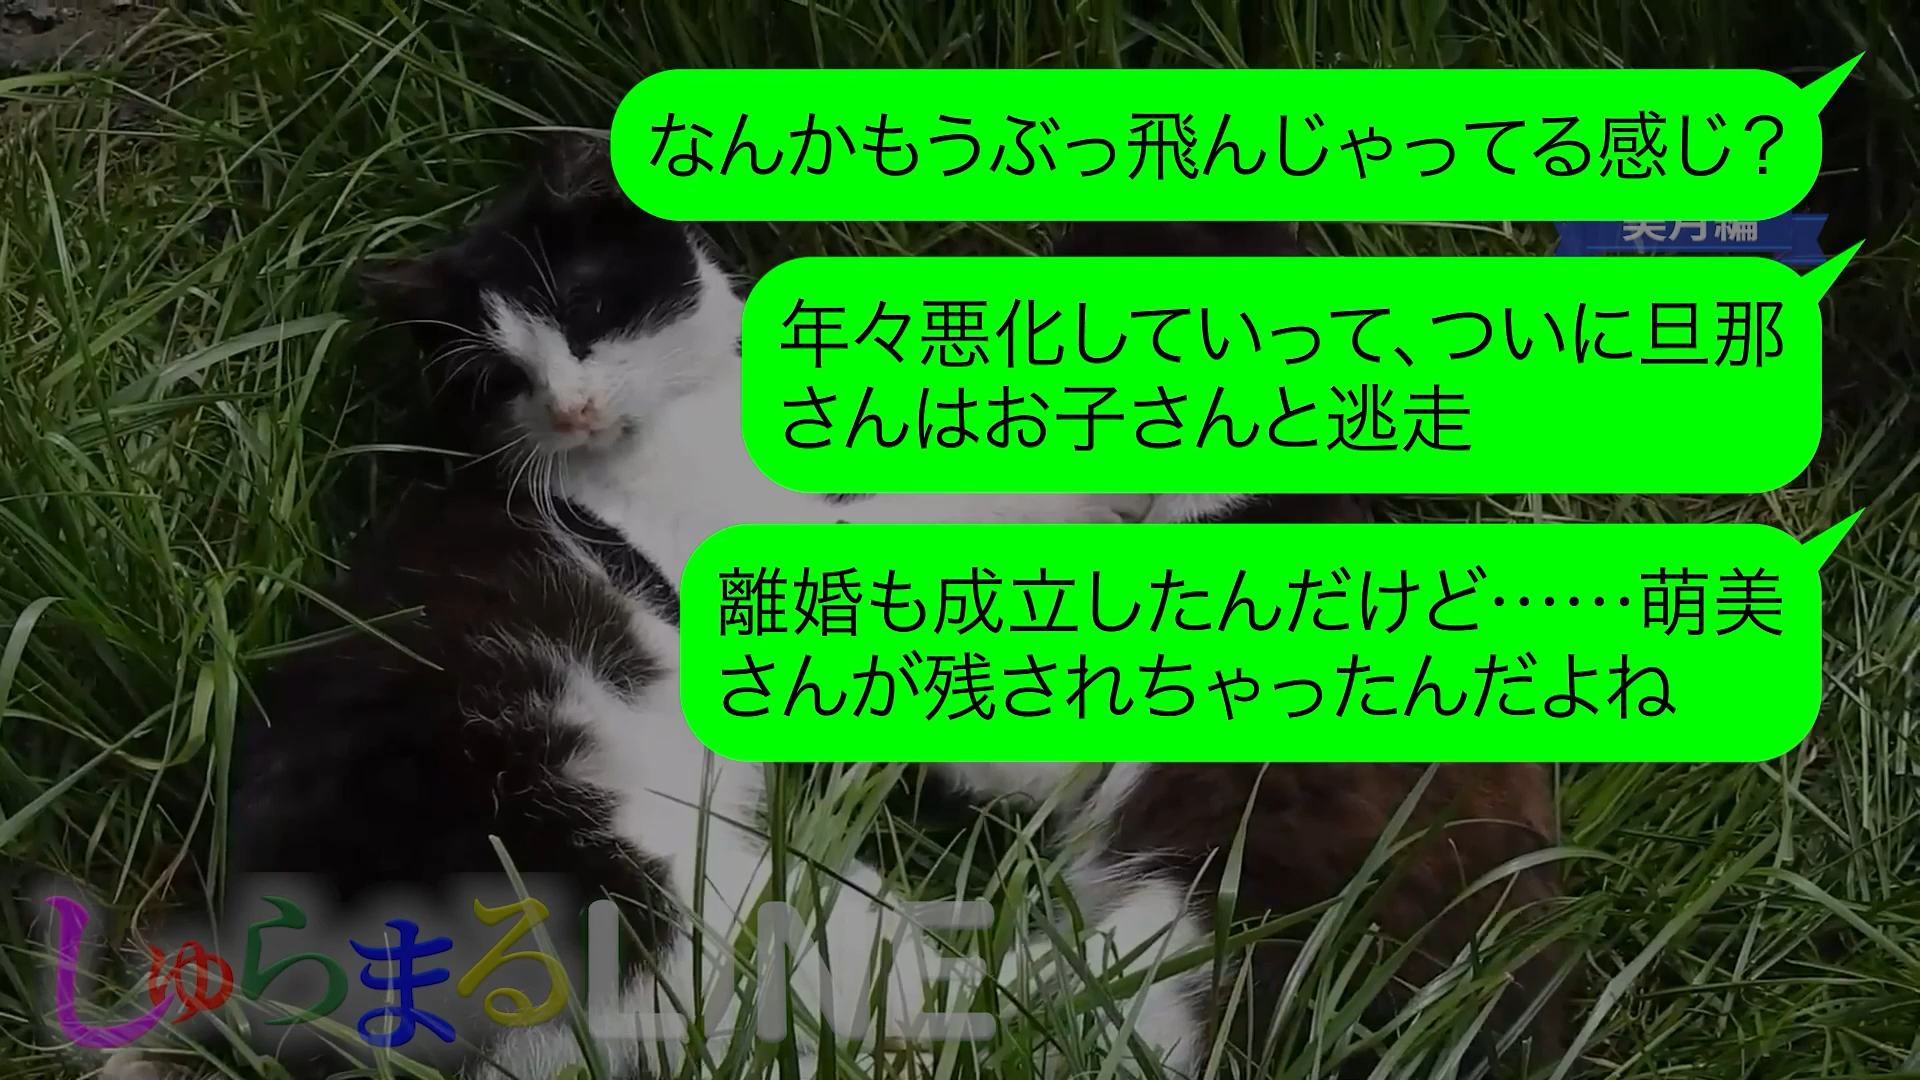 なんかもうぶっ飛んじゃってる感じ？
美月編
年々悪化していって、ついに旦那
さんはお子さんと逃走
離婚も成立したんだけど……萌美
さんが残されちゃったんだよね
しゅらまるLINE